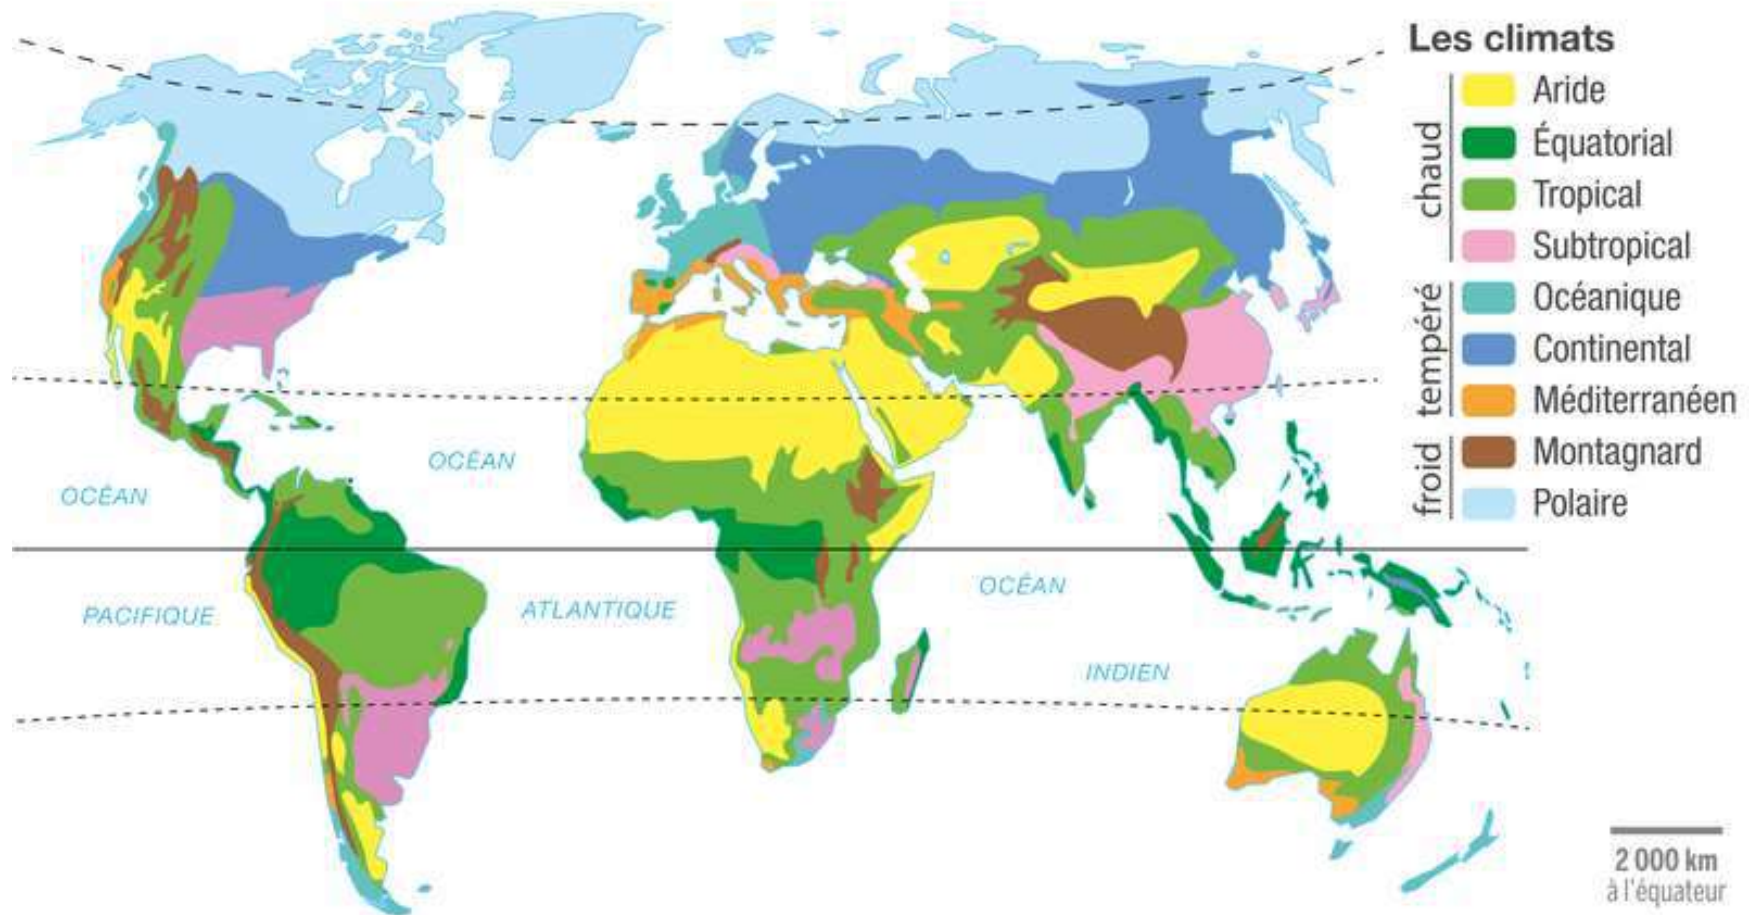 Les climats
chaud
Aride
Équatorial
Tropical
Subtropical
tempéré
Océanique
Continental
Méditerranéen
froid
Montagnard
Polaire
OCÉAN
PACIFIQUE
OCÉAN
ATLANTIQUE
OCÉAN
INDIEN
2 000 km
à l'équateur